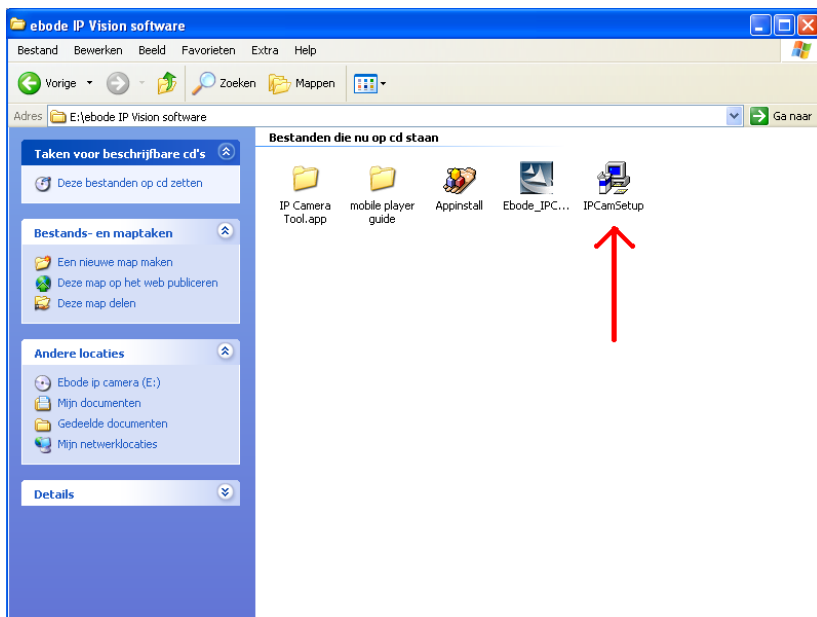 ebode IP Vision software
Bestand Bewerken Beeld Favorieten Extra Help
Vorige Zoeken Mappen
Adres E:\ebode IP Vision software Ga naar
Taken voor beschrijfbare cd's
Deze bestanden op cd zetten
Bestands- en maptaken
Een nieuwe map maken
Deze map op het web publiceren
Deze map delen
Andere locaties
Ebode ip camera (E:)
Mijn documenten
Gedeelde documenten
Mijn netwerklocaties
Details
Bestanden die nu op cd staan
IP Camera
Tool.app
mobile player
guide
Appinstall
Ebode_IPC...
IPCamSetup